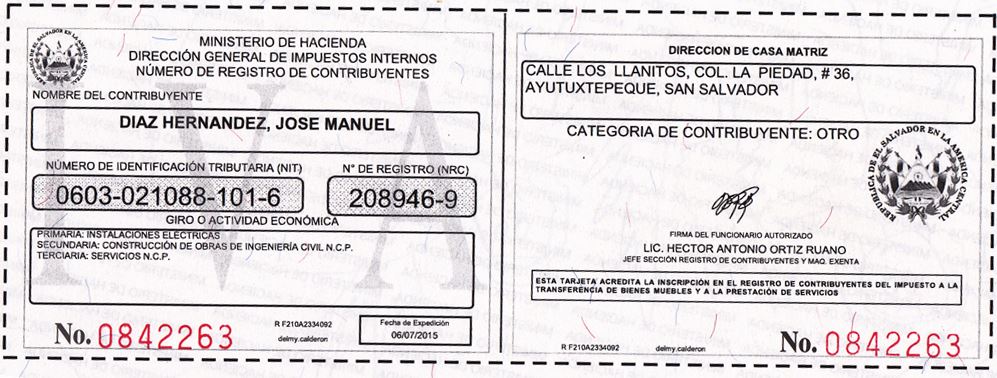 MINISTERIO DE HACIENDA
DIRECCIÓN GENERAL DE IMPUESTOS INTERNOS
NÚMERO DE REGISTRO DE CONTRIBUYENTES
NOMBRE DEL CONTRIBUYENTE
DIAZ HERNANDEZ, JOSE MANUEL
NÚMERO DE IDENTIFICACIÓN TRIBUTARIA (NIT)
N° DE REGISTRO (NRC)
0603-021088-101-6
208946-9
GIRO O ACTIVIDAD ECONÓMICA
PRIMARIA: INSTALACIONES ELECTRICAS
SECUNDARIA: CONSTRUCCIÓN DE OBRAS DE INGENIERÍA CIVIL N.C.P.
TERCIARIA: SERVICIOS N.C.P.
IVA
No. 0842263
R F210A2334092
delmy.calderon
Fecha de Expedición
06/07/2015
DIRECCION DE CASA MATRIZ
CALLE LOS LLANITOS, COL. LA PIEDAD, # 36,
AYUTUXTEPEQUE, SAN SALVADOR
CATEGORIA DE CONTRIBUYENTE: OTRO
REPÚBLICA DE EL SALVADOR EN LA AMERICA CENTRAL
FIRMA DEL FUNCIONARIO AUTORIZADO
LIC. HECTOR ANTONIO ORTIZ RUANO
JEFE SECCIÓN REGISTRO DE CONTRIBUYENTES Y MAQ. EXENTA
ESTA TARJETA ACREDITA LA INSCRIPCIÓN EN EL REGISTRO DE CONTRIBUYENTES DEL IMPUESTO A LA
TRANSFERENCIA DE BIENES MUEBLES Y A LA PRESTACIÓN DE SERVICIOS
R F210A2334092
delmy.calderon
No. 0842263